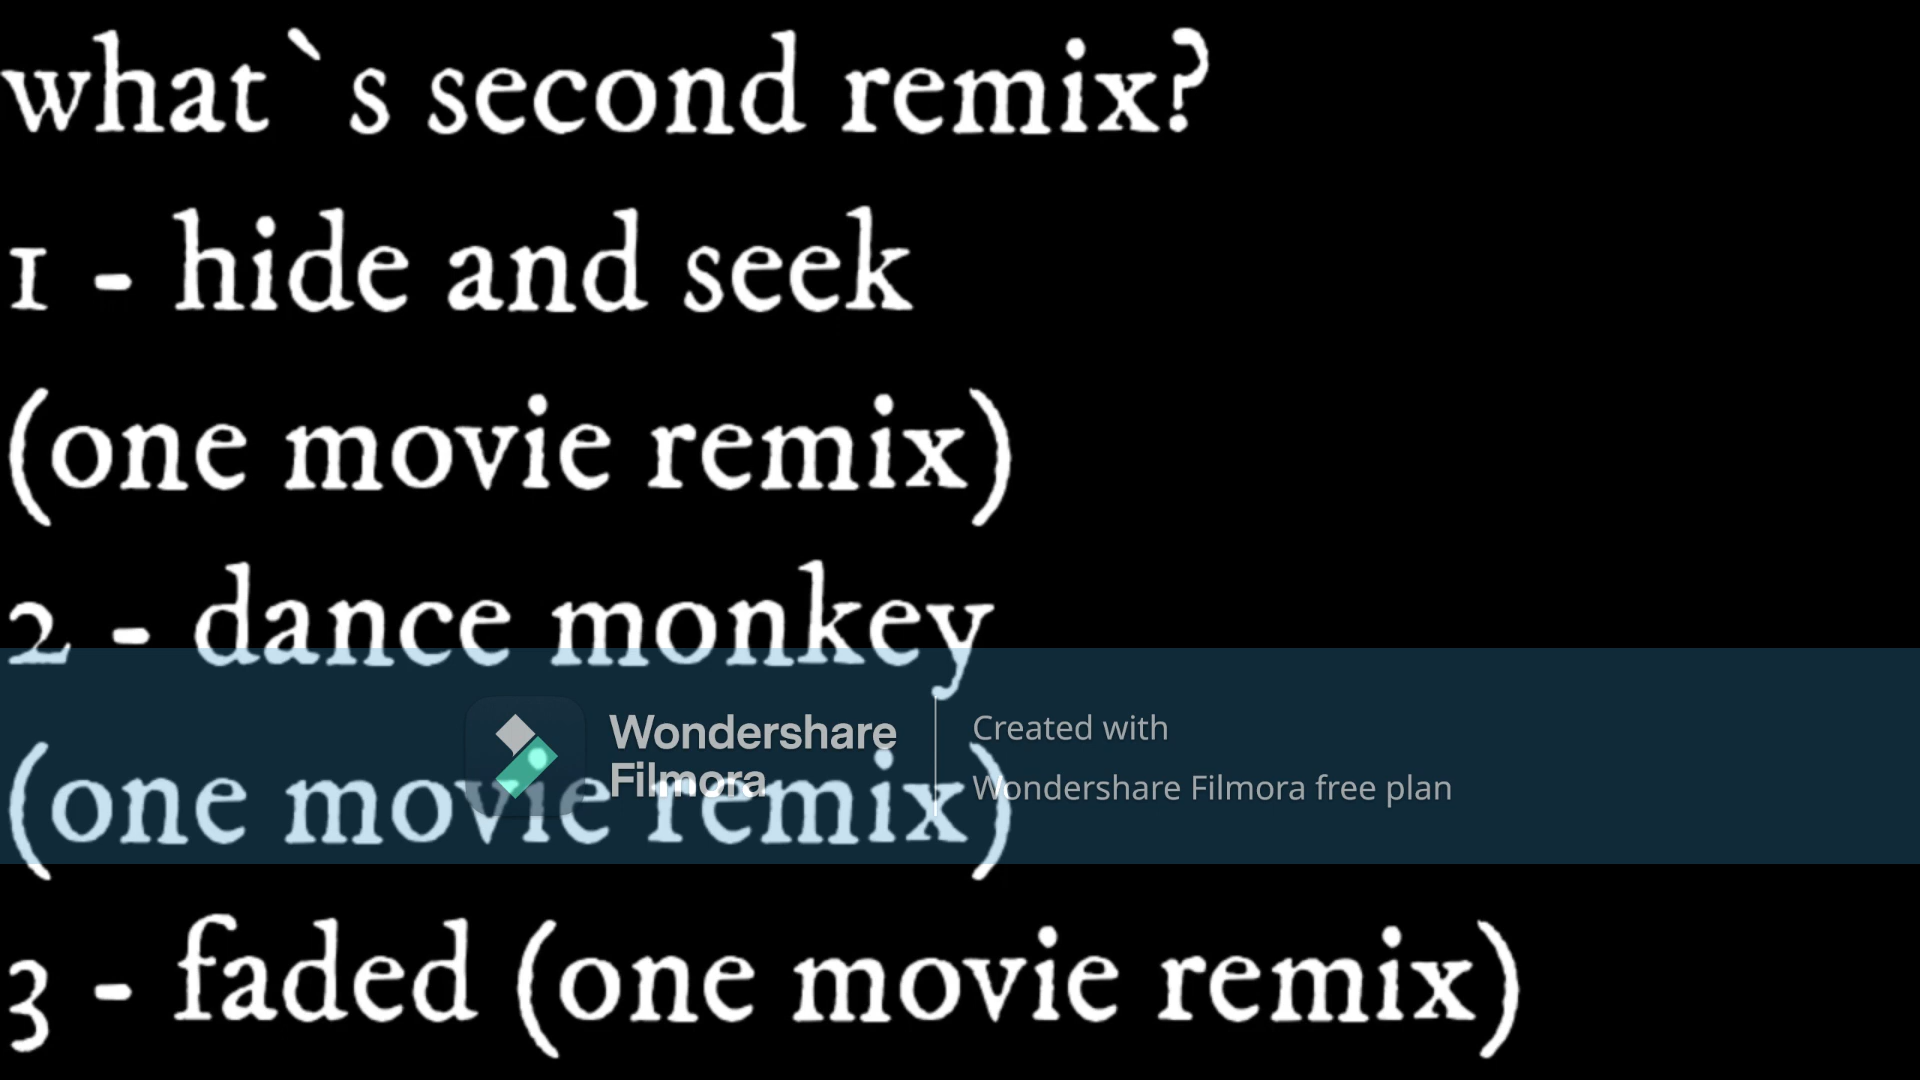 what`s second remix?
1 - hide and seek
(one movie remix)
2 - dance monkey
Wondershare
Filmora
Created with
Wondershare Filmora free plan
(one movie remix)
3 - faded (one movie remix)